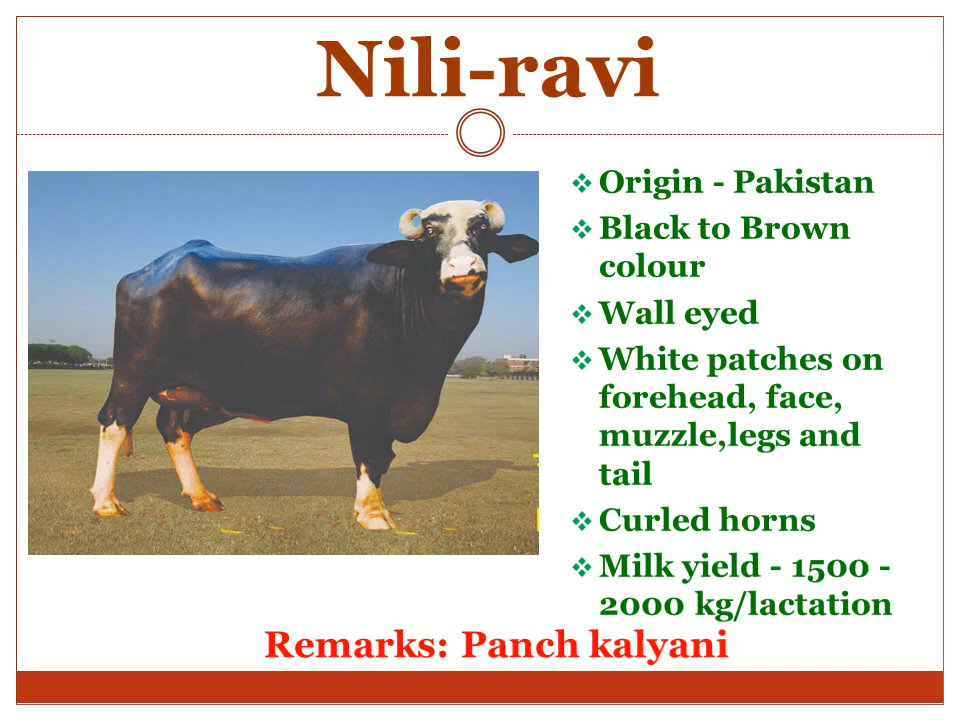 Nili-ravi
❖ Origin - Pakistan
❖ Black to Brown
colour
❖ Wall eyed
❖ White patches on
forehead, face,
muzzle,legs and
tail
❖ Curled horns
❖ Milk yield - 1500 -
2000 kg/lactation
Remarks: Panch kalyani